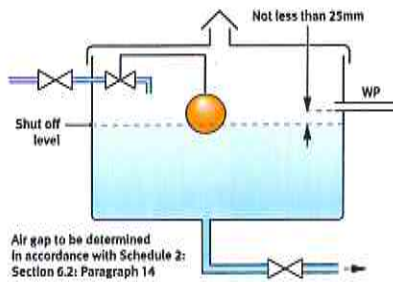 Not less than 25mm
WP
Shut off
level
Air gap to be determined
in accordance with Schedule 2:
Section 6.2: Paragraph 14